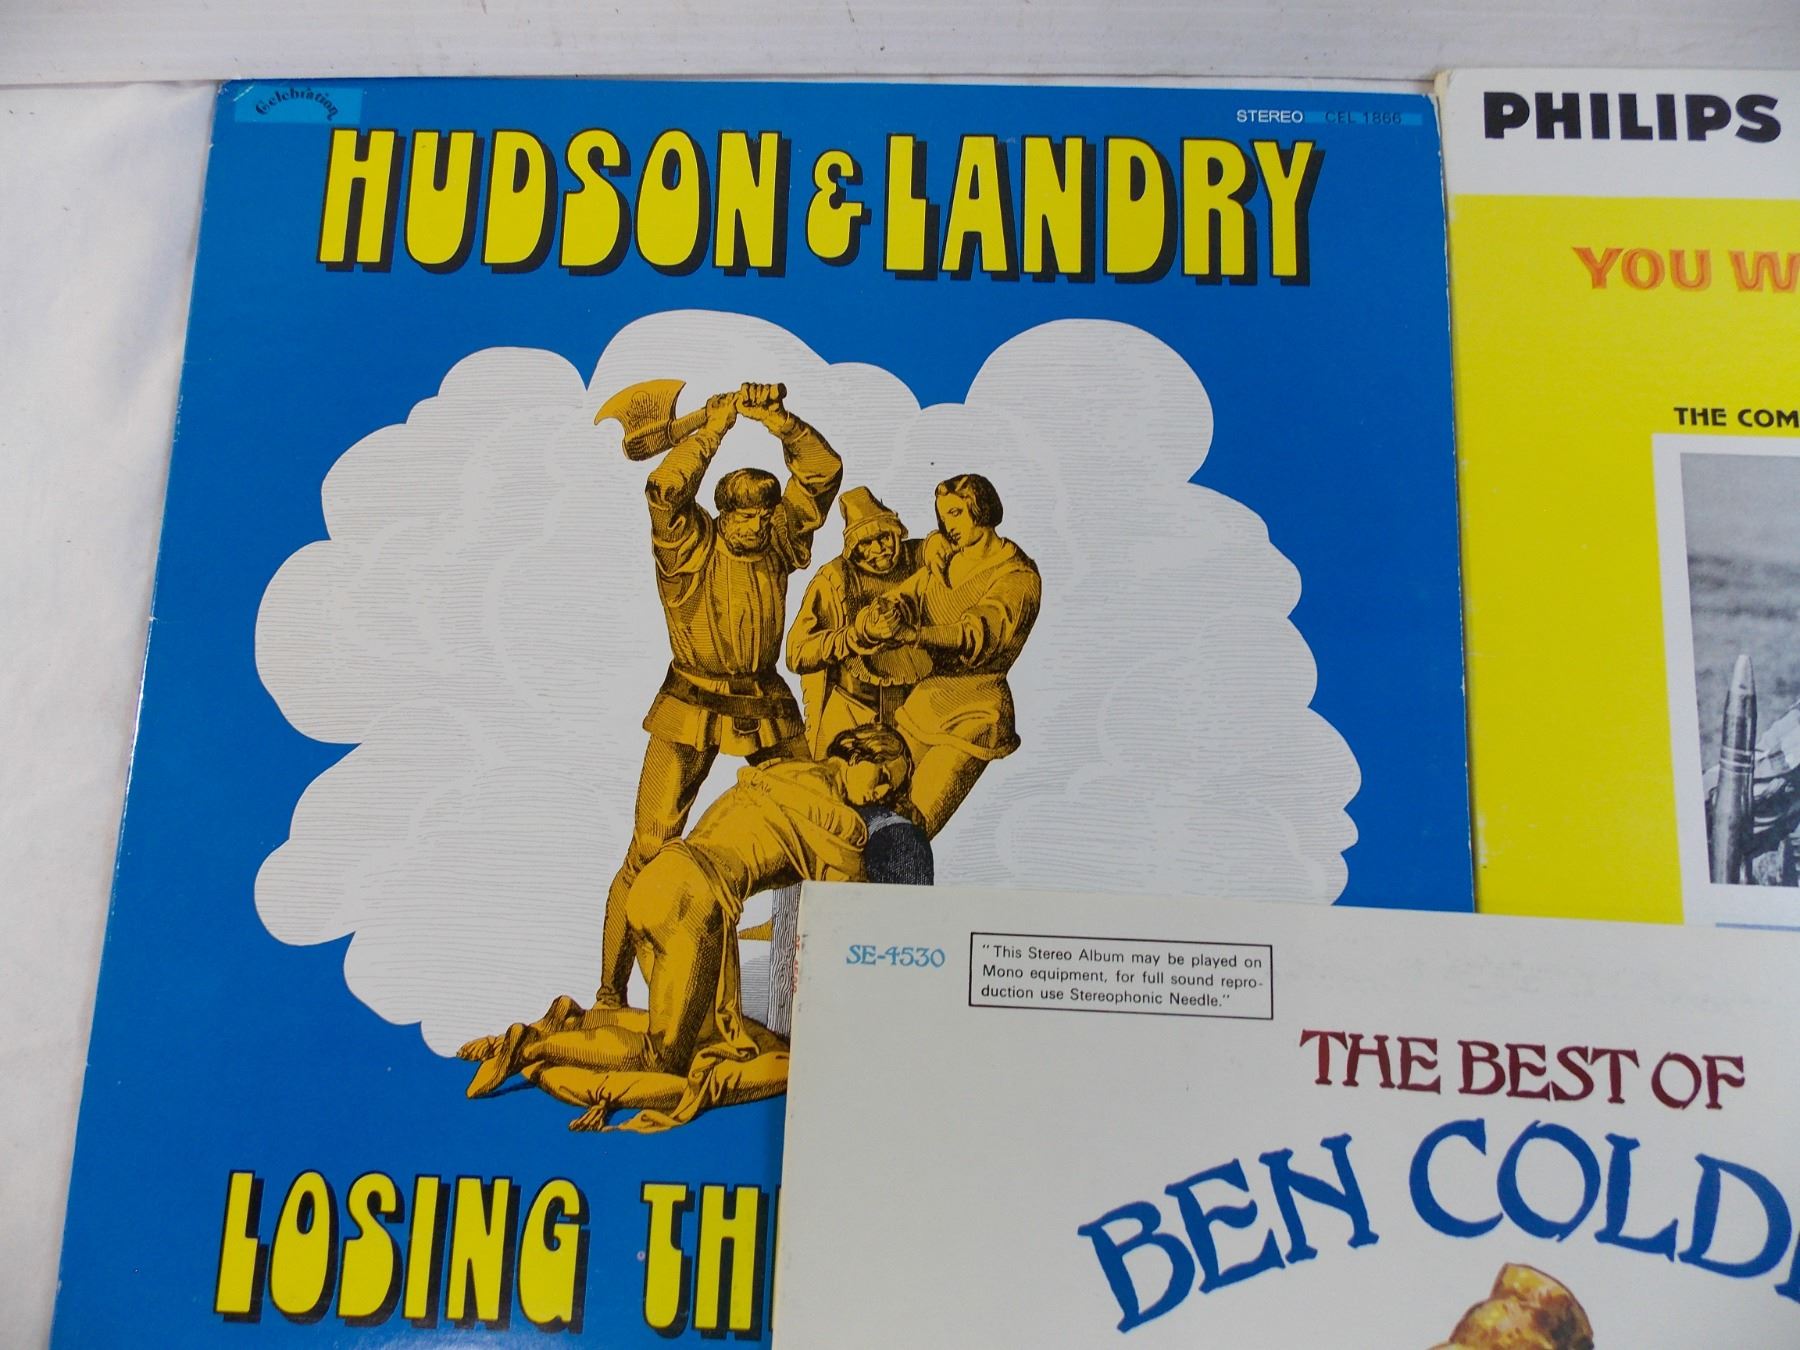 Celebration
STEREO CEL 1866
HUDSON & LANDRY
LOSING TH
PHILIPS
YOU W
THE COM
SE-4530
"This Stereo Album may be played on
Mono equipment, for full sound repro-
duction use Stereophonic Needle."
THE BEST OF
BEN COLD